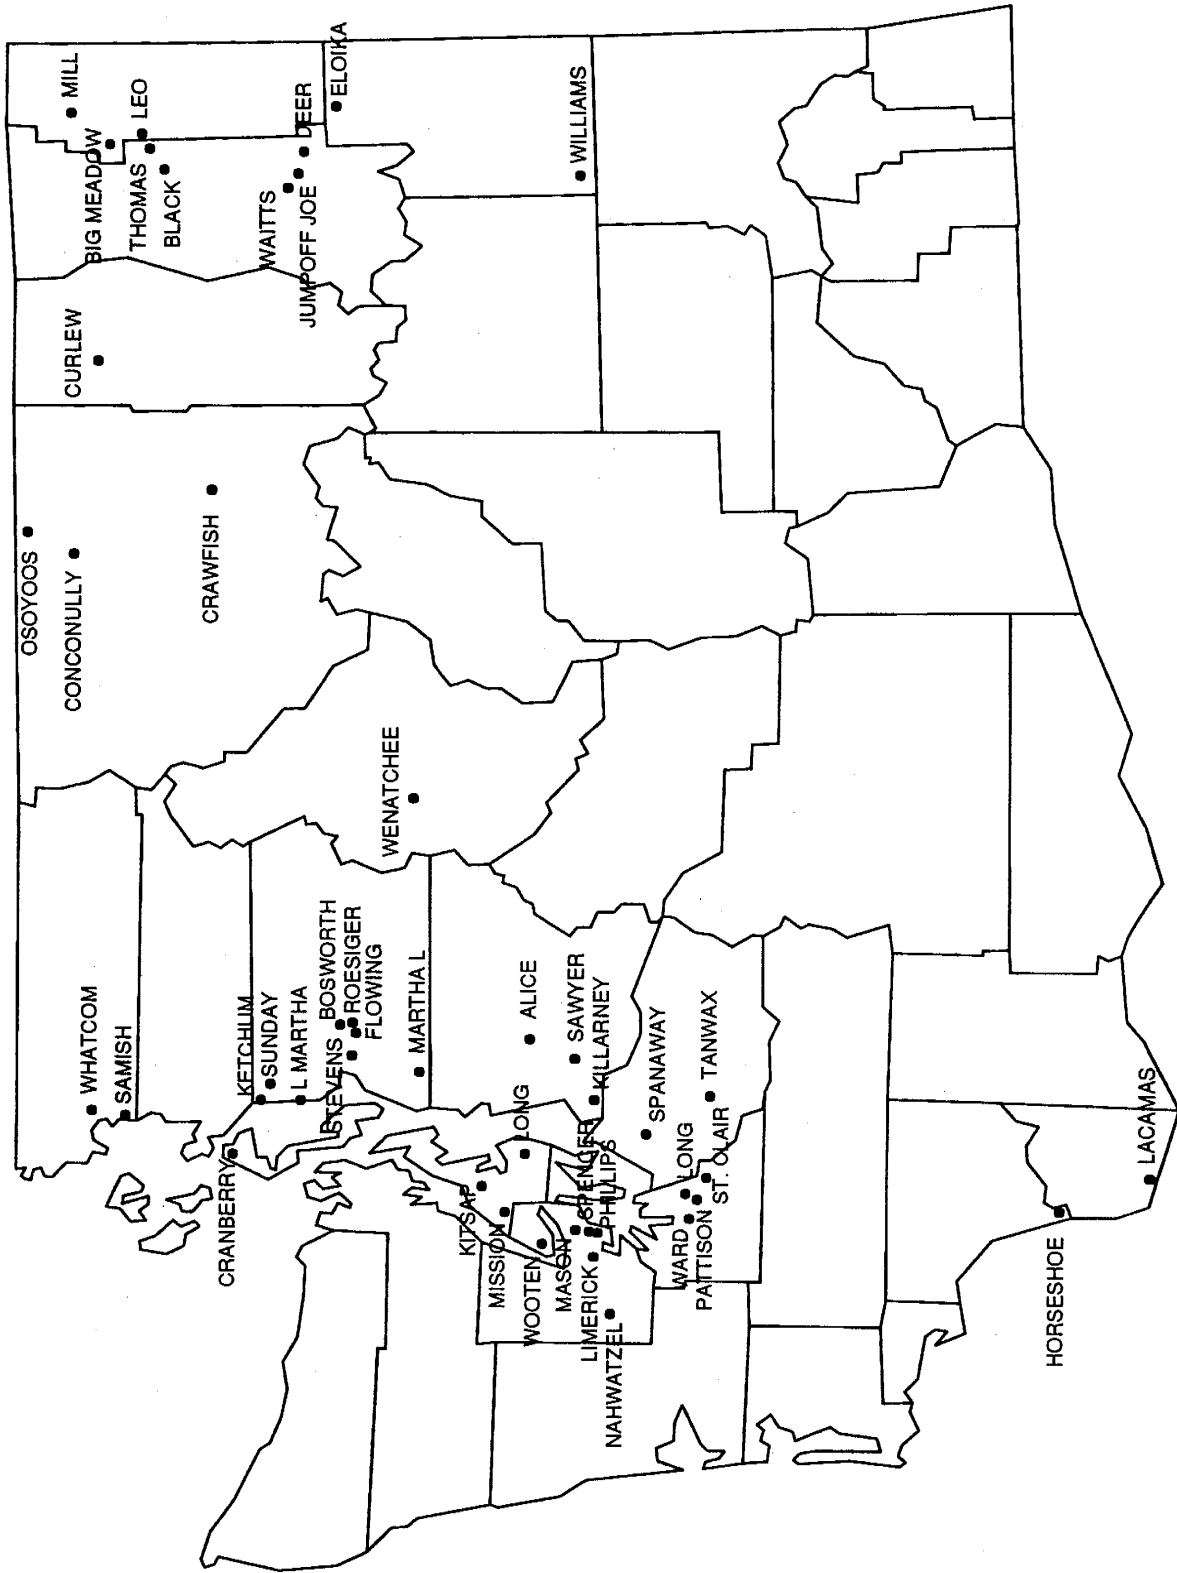 WHATCOM
SAMISH
CRANBERRY
KETCHUM
SUNDAY
L MARTHA
STEVENS
BOSWORTH
ROESIGER
FLOWING
MARTHA L
KITSAP
MISSION
LONG
ALICE
SAWYER
KILLARNEY
WOOTEN
MASON
SPENCER
PHILLIPS
LIMERICK
NAHWATZEL
SPANAWAY
TANWAX
WARD
LONG
PATTISON
ST. CLAIR
HORSESHOE
LACAMAS
WENATCHEE
OSOYOOS
CONCONULLY
CRAWFISH
CURLEW
BIG MEADOW
MILL
THOMAS
LEO
BLACK
WAITTS
JUMPOFF JOE
DEER
ELOIKA
WILLIAMS